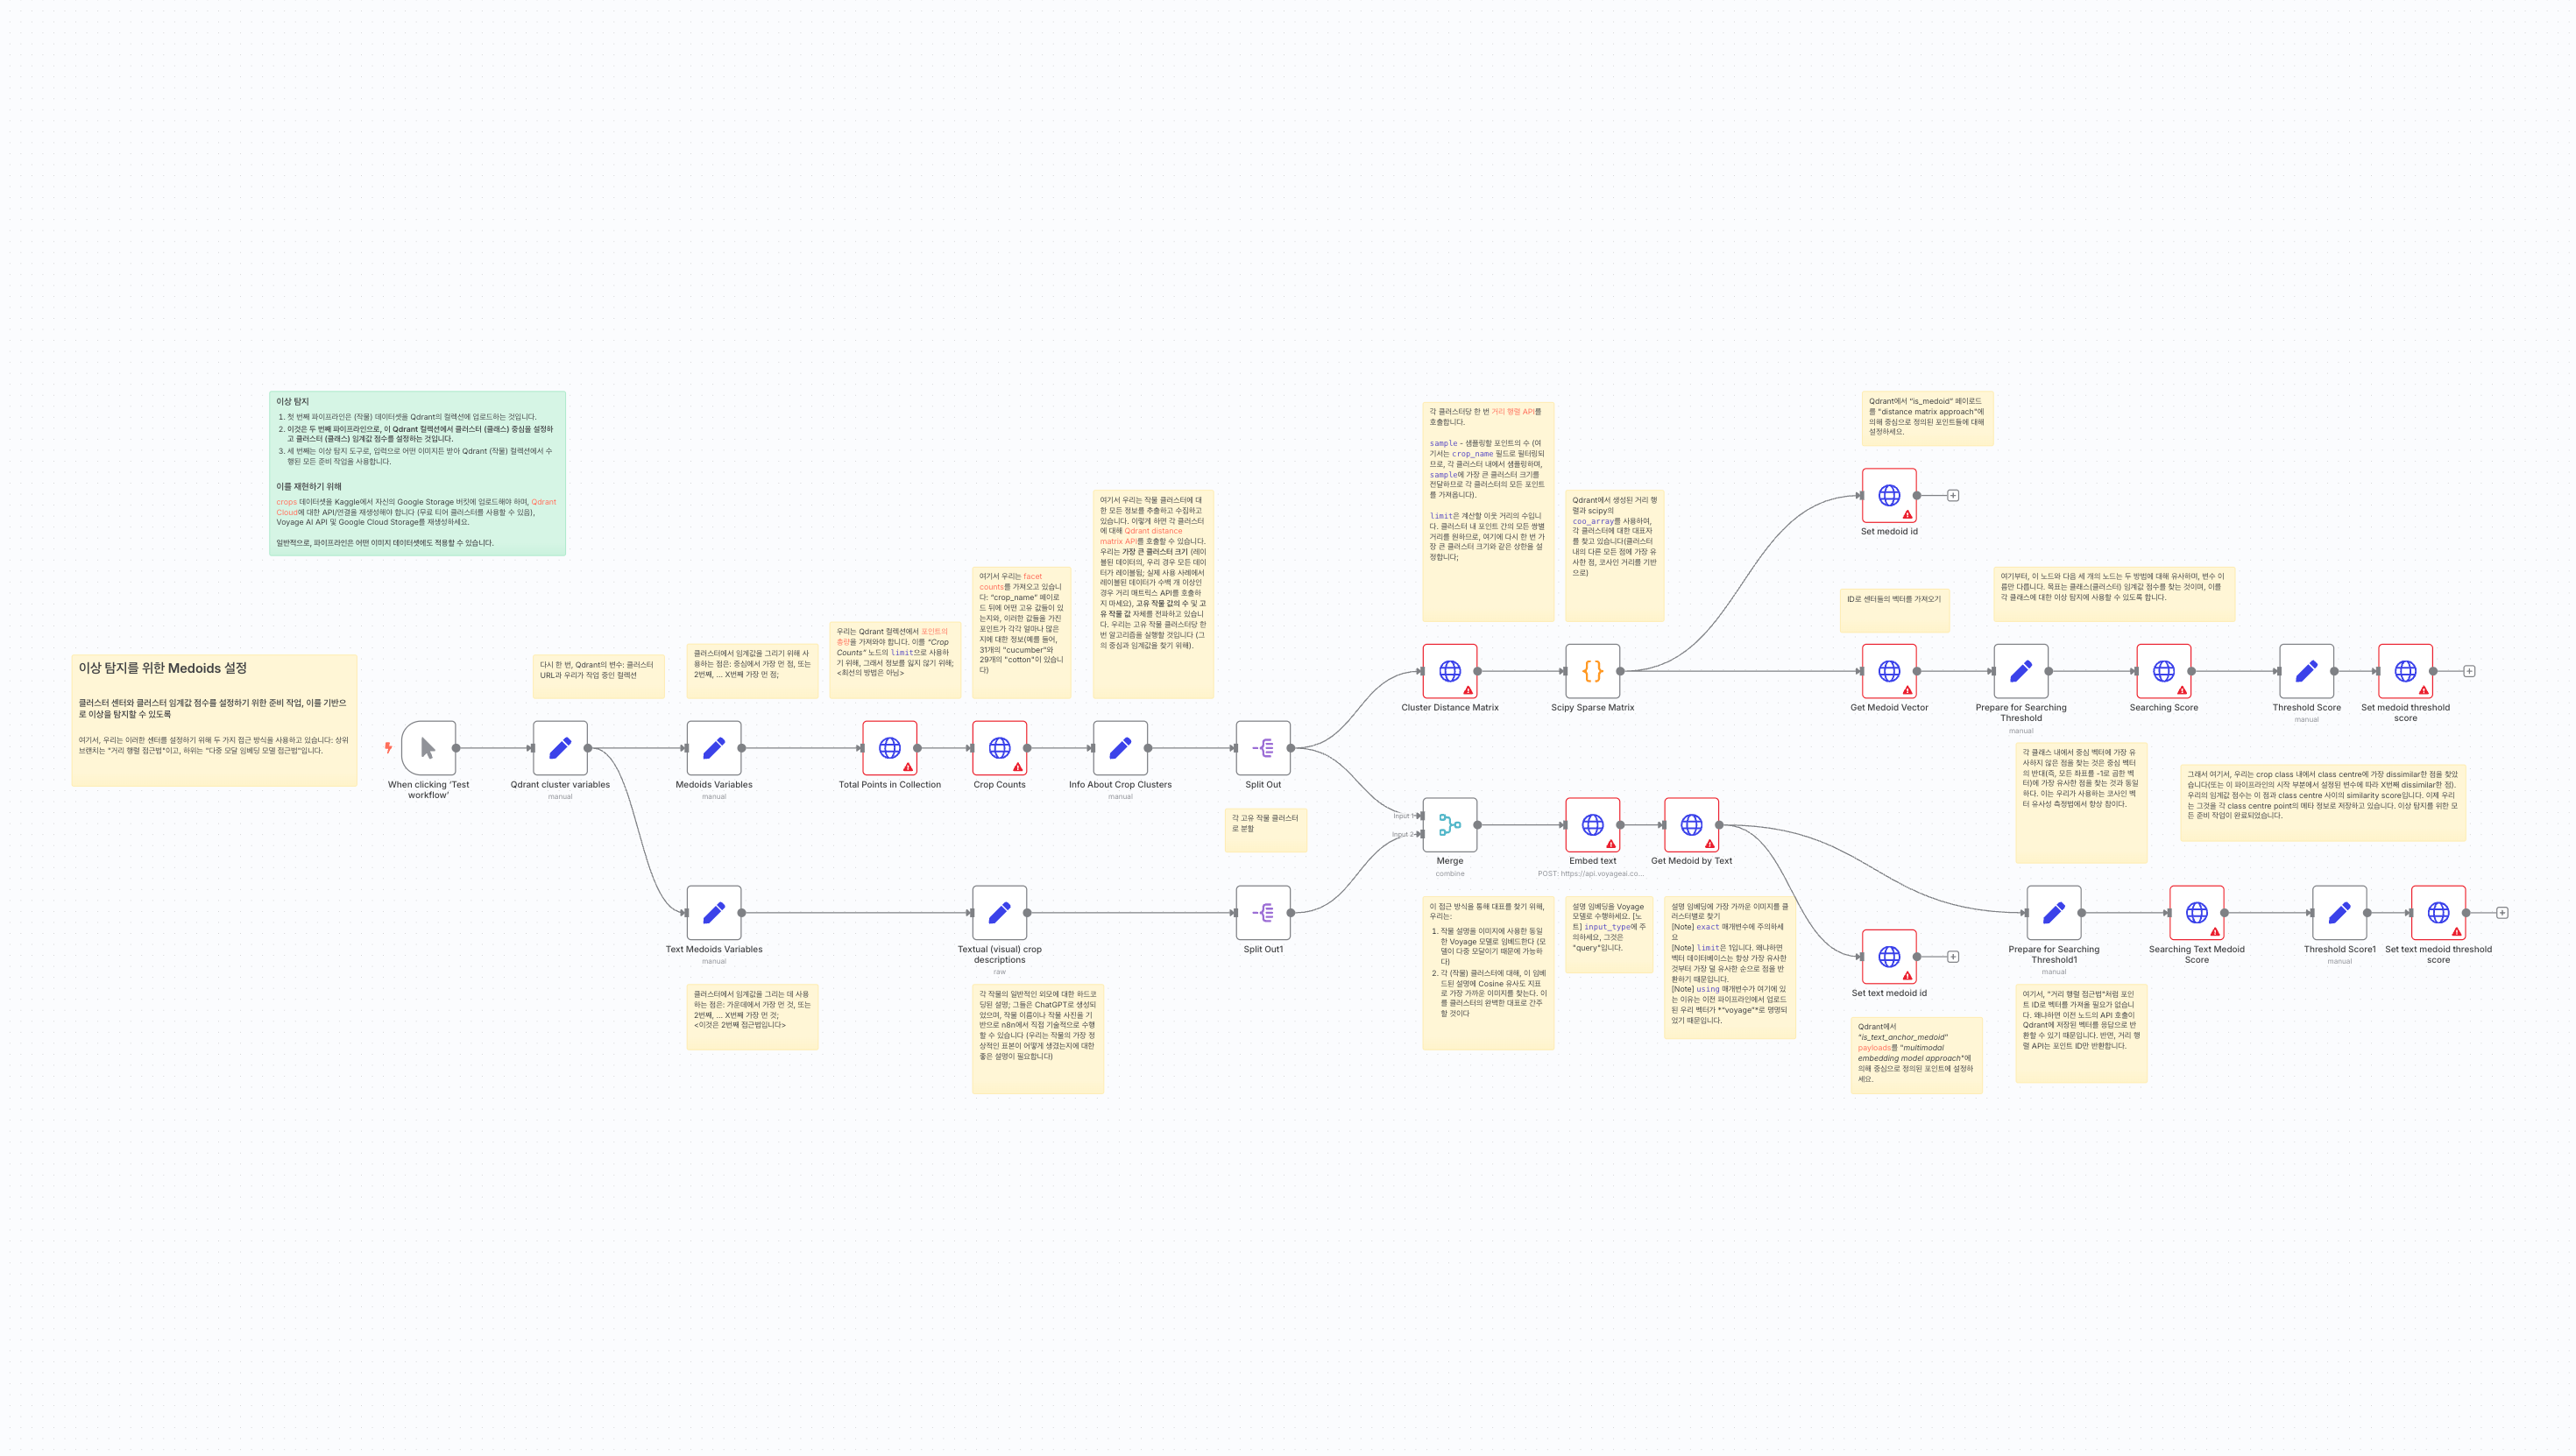 이상 탐지
1. 첫 번째 파이프라인은 (작물) 데이터셋을 Qdrant의 컬렉션에 업로드하는 것입니다.
2. 이것은 두 번째 파이프라인으로, 이 Qdrant 컬렉션에서 클러스터 (클래스) 중심을 설정하
고 클러스터 (클래스) 임계값 점수를 설정하는 것입니다.
3. 세 번째는 이상 탐지 도구로, 입력으로 어떤 이미지든 받아 Qdrant (작물) 컬렉션에서 수
행된 모든 준비 작업을 사용합니다.
이를 재현하기 위해
crops 데이터셋을 Kaggle에서 자신의 Google Storage 버킷에 업로드해야 하며, Qdrant
Cloud에 대한 API/연결을 재생성해야 합니다 (무료 티어 클러스터를 사용할 수 있음),
Voyage AI API 및 Google Cloud Storage를 재생성하세요.
일반적으로, 파이프라인은 어떤 이미지 데이터셋에도 적용할 수 있습니다.
이상 탐지를 위한 Medoids 설정
클러스터 센터와 클러스터 임계값 점수를 설정하기 위한 준비 작업, 이를 기반으
로 이상을 탐지할 수 있도록
여기서, 우리는 이러한 센터를 설정하기 위해 두 가지 접근 방식을 사용하고 있습니다: 상위
브랜치는 "거리 행렬 접근법"이고, 하위는 "다중 모달 임베딩 모델 접근법"입니다.
When clicking ‘Test
workflow’
다시 한 번, Qdrant의 변수: 클러스터
URL과 우리가 작업 중인 컬렉션
Qdrant cluster variables
manual
클러스터에서 임계값을 그리기 위해 사
용하는 점은: 중심에서 가장 먼 점, 또는
2번째, ... X번째 가장 먼 점;
Medoids Variables
manual
우리는 Qdrant 컬렉션에서 포인트의
총량을 가져와야 합니다. 이를 "Crop
Counts" 노드의 limit으로 사용하
기 위해, 그래서 정보를 잃지 않기 위해;
<최선의 방법은 아님>
Total Points in Collection
여기서 우리는 facet
counts를 가져오고 있습니
다: "crop_name" 페이로
드 뒤에 어떤 고유 값들이 있
는지와, 이러한 값들을 가진
포인트가 각각 얼마나 많은
지에 대한 정보(예를 들어,
31개의 "cucumber"와
29개의 "cotton"이 있습니
다)
Crop Counts
여기서 우리는 작물 클러스터에 대
한 모든 정보를 추출하고 수집하고
있습니다. 이렇게 하면 각 클러스터
에 대해 Qdrant distance
matrix API를 호출할 수 있습니다.
우리는 가장 큰 클러스터 크기 (레이
블된 데이터의, 우리 경우 모든 데이
터가 레이블됨; 실제 사용 사례에서
레이블된 데이터가 수백 개 이상인
경우 거리 매트릭스 API를 호출하
지 마세요), 고유 작물 값의 수 및 고
유 작물 값 자체를 전파하고 있습니
다. 우리는 고유 작물 클러스터당 한
번 알고리즘을 실행할 것입니다 (그
의 중심과 임계값을 찾기 위해).
Info About Crop Clusters
manual
Split Out
각 고유 작물 클러스터
로 분할
Text Medoids Variables
manual
클러스터에서 임계값을 그리는 데 사용
하는 점은: 가운데에서 가장 먼 것, 또는
2번째, ... X번째 가장 먼 것;
<이것은 2번째 접근법입니다>
Textual (visual) crop
descriptions
raw
각 작물의 일반적인 외모에 대한 하드코
딩된 설명; 그들은 ChatGPT로 생성되
었으며, 작물 이름이나 작물 사진을 기
반으로 n8n에서 직접 기술적으로 수행
할 수 있습니다 (우리는 작물의 가장 정
상적인 표본이 어떻게 생겼는지에 대한
좋은 설명이 필요합니다)
Split Out1
각 클러스터당 한 번 거리 행렬 API를
호출합니다.
sample - 샘플링할 포인트의 수 (여
기서는 crop_name 필드로 필터링되
므로, 각 클러스터 내에서 샘플링하며,
sample에 가장 큰 클러스터 크기를
전달하므로 각 클러스터의 모든 포인트
를 가져옵니다).
limit은 계산할 이웃 거리의 수입니
다. 클러스터 내 포인트 간의 모든 쌍별
거리를 원하므로, 여기에 다시 한 번 가
장 큰 클러스터 크기와 같은 상한을 설
정합니다;
Cluster Distance Matrix
Qdrant에서 생성된 거리 행
렬과 scipy의
coo_array를 사용하여,
각 클러스터에 대한 대표자
를 찾고 있습니다(클러스터
내의 다른 모든 점에 가장 유
사한 점, 코사인 거리를 기반
으로)
Scipy Sparse Matrix
Input 1
Input 2
Merge
combine
이 접근 방식을 통해 대표를 찾기 위해,
우리는:
1. 작물 설명을 이미지에 사용한 동일
한 Voyage 모델로 임베드한다 (모
델이 다중 모달이기 때문에 가능하
다)
2. 각 (작물) 클러스터에 대해, 이 임베
드된 설명에 Cosine 유사도 지표
로 가장 가까운 이미지를 찾는다. 이
를 클러스터의 완벽한 대표로 간주
할 것이다
Embed text
POST: https://api.voyageai.co...
설명 임베딩을 Voyage
모델로 수행하세요. [노
트] input_type에 주
의하세요, 그것은
"query"입니다.
Get Medoid by Text
설명 임베딩에 가장 가까운 이미지를 클
러스터별로 찾기
[Note] exact 매개변수에 주의하세
요
[Note] limit은 1입니다. 왜냐하면
벡터 데이터베이스는 항상 가장 유사한
것부터 가장 덜 유사한 순으로 점을 반
환하기 때문입니다.
[Note] using 매개변수가 여기에 있
는 이유는 이전 파이프라인에서 업로드
된 우리 벡터가 *"voyage"*로 명명되
었기 때문입니다.
Qdrant에서 "is_medoid" 페이로드
를 "distance matrix approach"에
의해 중심으로 정의된 포인트들에 대해
설정하세요.
Set medoid id
ID로 센터들의 벡터를 가져오기
Get Medoid Vector
여기부터, 이 노드와 다음 세 개의 노드는 두 방법에 대해 유사하며, 변수 이
름만 다릅니다. 목표는 클래스(클러스터) 임계값 점수를 찾는 것이며, 이를
각 클래스에 대한 이상 탐지에 사용할 수 있도록 합니다.
Prepare for Searching
Threshold
manual
Searching Score
Threshold Score
manual
Set medoid threshold
score
각 클래스 내에서 중심 벡터에 가장 유
사하지 않은 점을 찾는 것은 중심 벡터
의 반대(즉, 모든 좌표를 -1로 곱한 벡
터)에 가장 유사한 점을 찾는 것과 동일
하다. 이는 우리가 사용하는 코사인 벡
터 유사성 측정법에서 항상 참이다.
그래서 여기서, 우리는 crop class 내에서 class centre에 가장 dissimilar한 점을 찾았
습니다(또는 이 파이프라인의 시작 부분에서 설정된 변수에 따라 X번째 dissimilar한 점).
우리의 임계값 점수는 이 점과 class centre 사이의 similarity score입니다. 이제 우리
는 그것을 각 class centre point의 메타 정보로 저장하고 있습니다. 이상 탐지를 위한 모
든 준비 작업이 완료되었습니다.
Set text medoid id
Qdrant에서
"is_text_anchor_medoid"
payloads를 "multimodal
embedding model approach"에
의해 중심으로 정의된 포인트에 설정하
세요.
Prepare for Searching
Threshold1
manual
여기서, "거리 행렬 접근법"처럼 포인
트 ID로 벡터를 가져올 필요가 없습니
다. 왜냐하면 이전 노드의 API 호출이
Qdrant에 저장된 벡터를 응답으로 반
환할 수 있기 때문입니다. 반면, 거리 행
렬 API는 포인트 ID만 반환합니다.
Searching Text Medoid
Score
Threshold Score1
manual
Set text medoid threshold
score